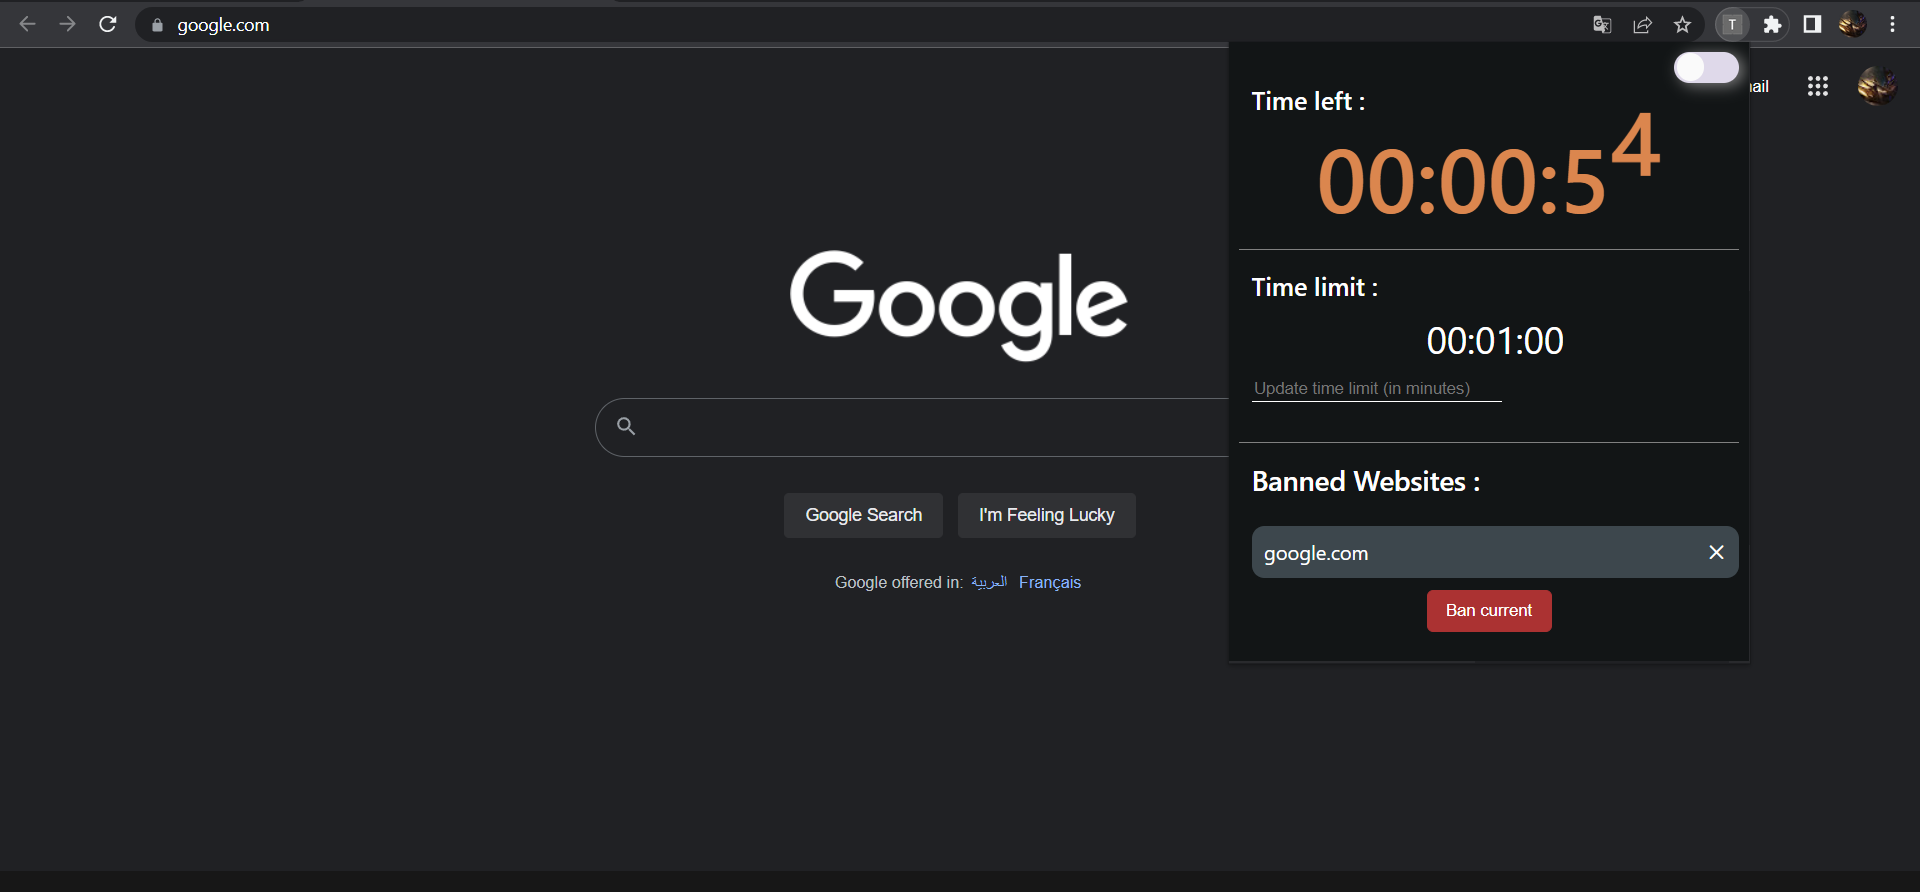 google.com
T
Time left :
ail
00:00:54
Time limit :
Google
00:01:00
Update time limit (in minutes)
Banned Websites :
Google Search
I'm Feeling Lucky
google.com
Google offered in: العربية Français
Ban current